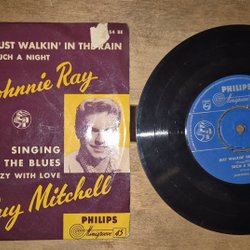 JUST WALKIN' IN THE RAIN
SUCH A NIGHT
Johnnie Ray
SINGING
THE BLUES
CRAZY WITH LOVE
Guy Mitchell
PHILIPS
Minigroove 45
PHILIPS
Minigroove
JUST WALKIN' IN THE
SUCH A